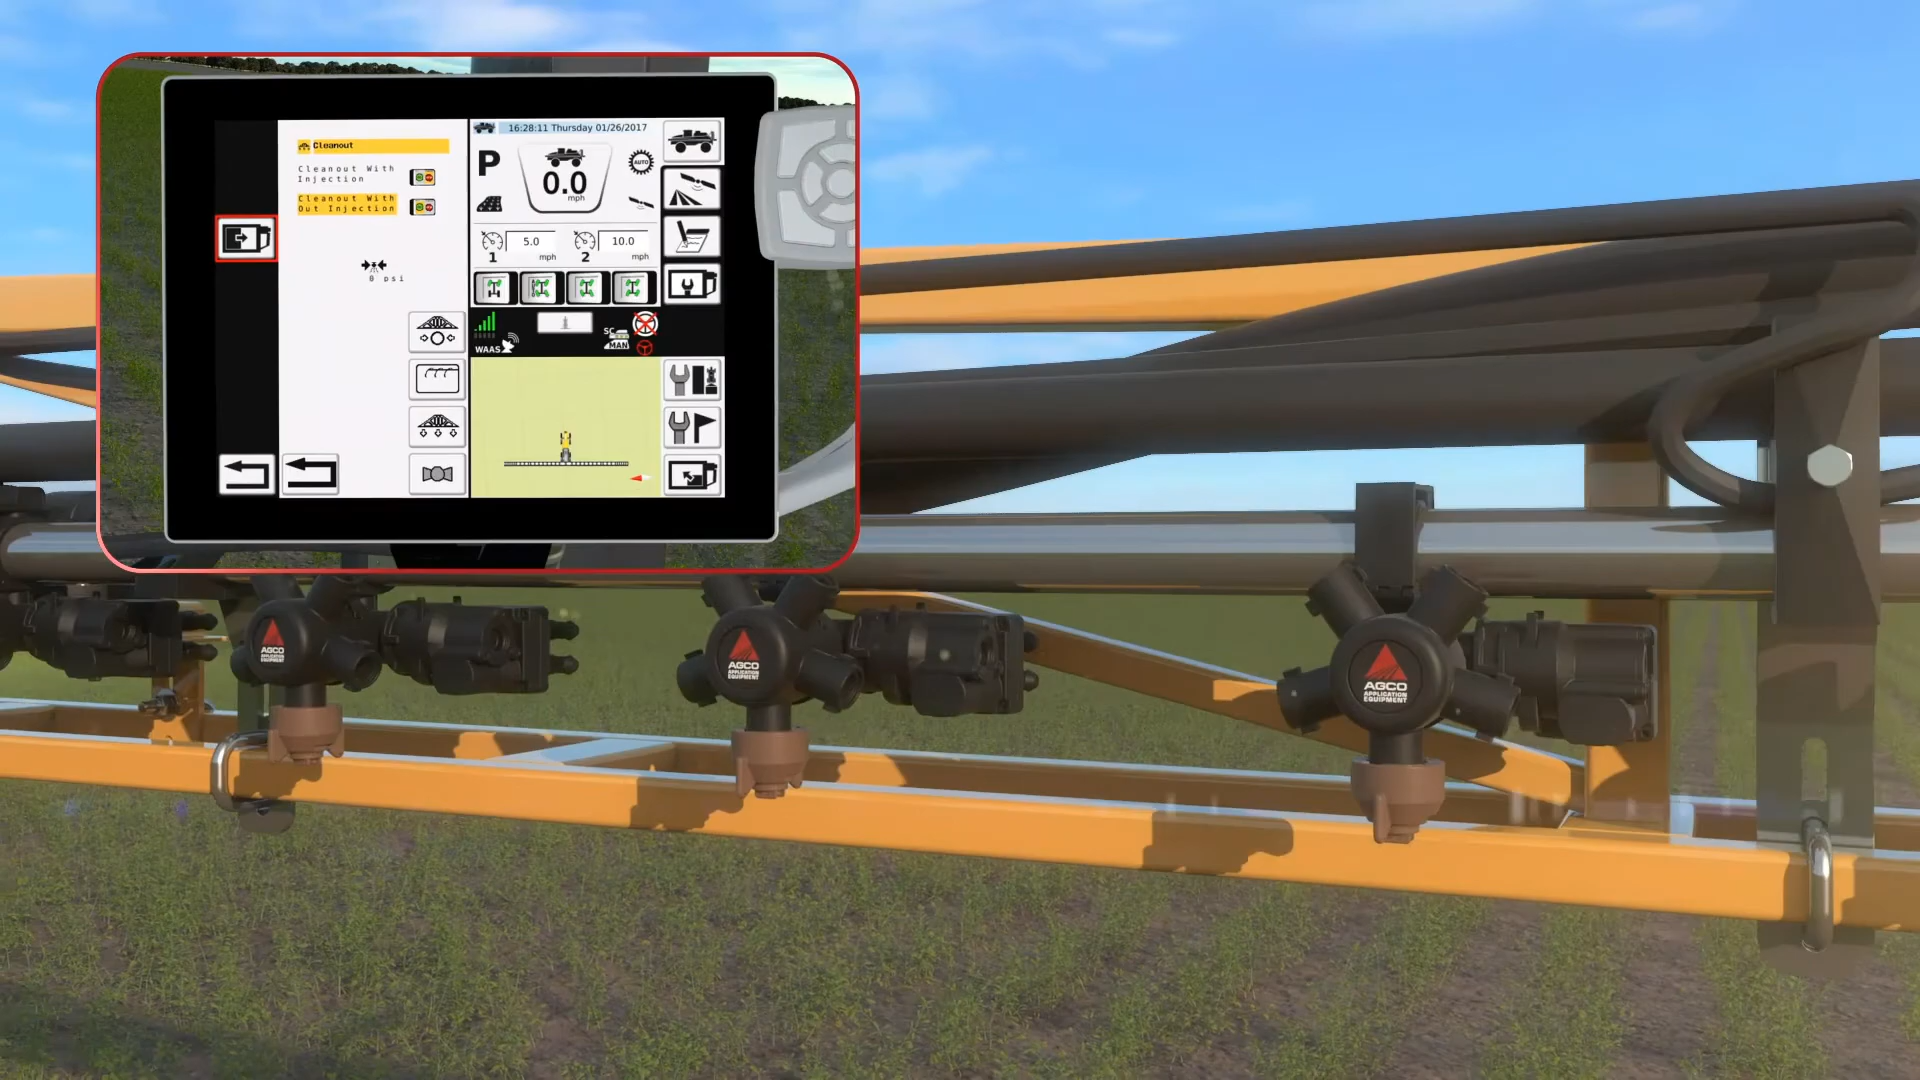 Cleanout
Cleanout With
Injection
Cleanout With
Out Injection
0 psi
16:28:11 Thursday 01/26/2017
P
AUTO
0.0
mph
5.0
10.0
1
mph
2
mph
WAAS
SC
MAN
AGCO
APPLICATION
EQUIPMENT
AGCO
APPLICATION
EQUIPMENT
AGCO
APPLICATION
EQUIPMENT